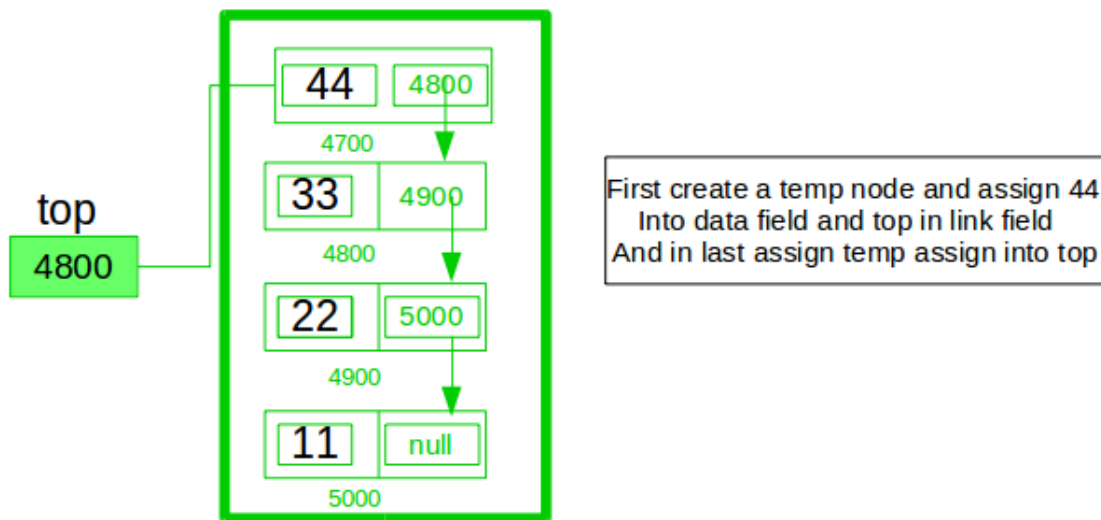 44 4800
4700
33 4900
top
4800
4800
22 5000
4900
11 null
5000
First create a temp node and assign 44
Into data field and top in link field
And in last assign temp assign into top